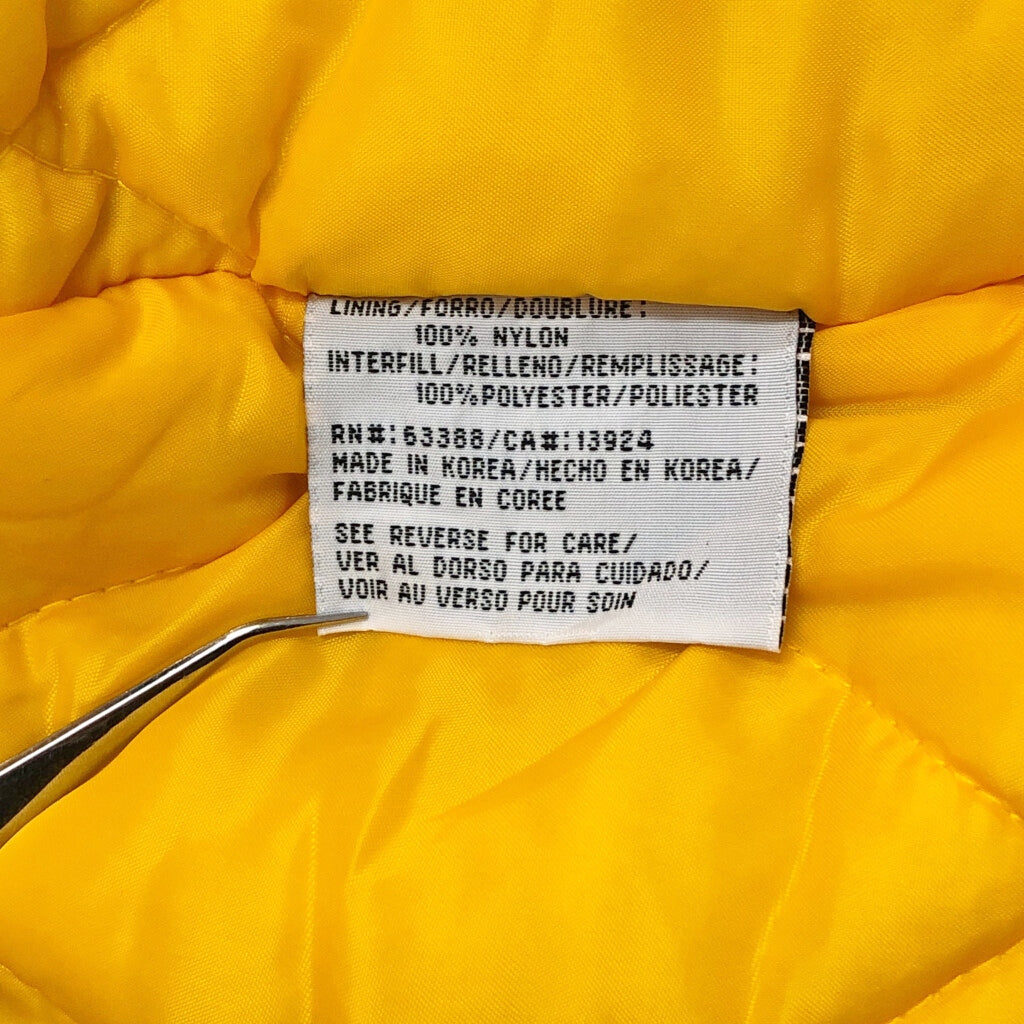 LINING/FORRO/DOUBLURE:
100% NYLON
INTERFILL/RELLENO/REMPLISSAGE:
100%POLYESTER/POLIESTER
RN#:63388/CA#:13924
MADE IN KOREA/HECHO EN KOREA/
FABRIQUE EN COREE
SEE REVERSE FOR CARE/
VER AL DORSO PARA CUIDADO/
VOIR AU VERSO POUR SOIN